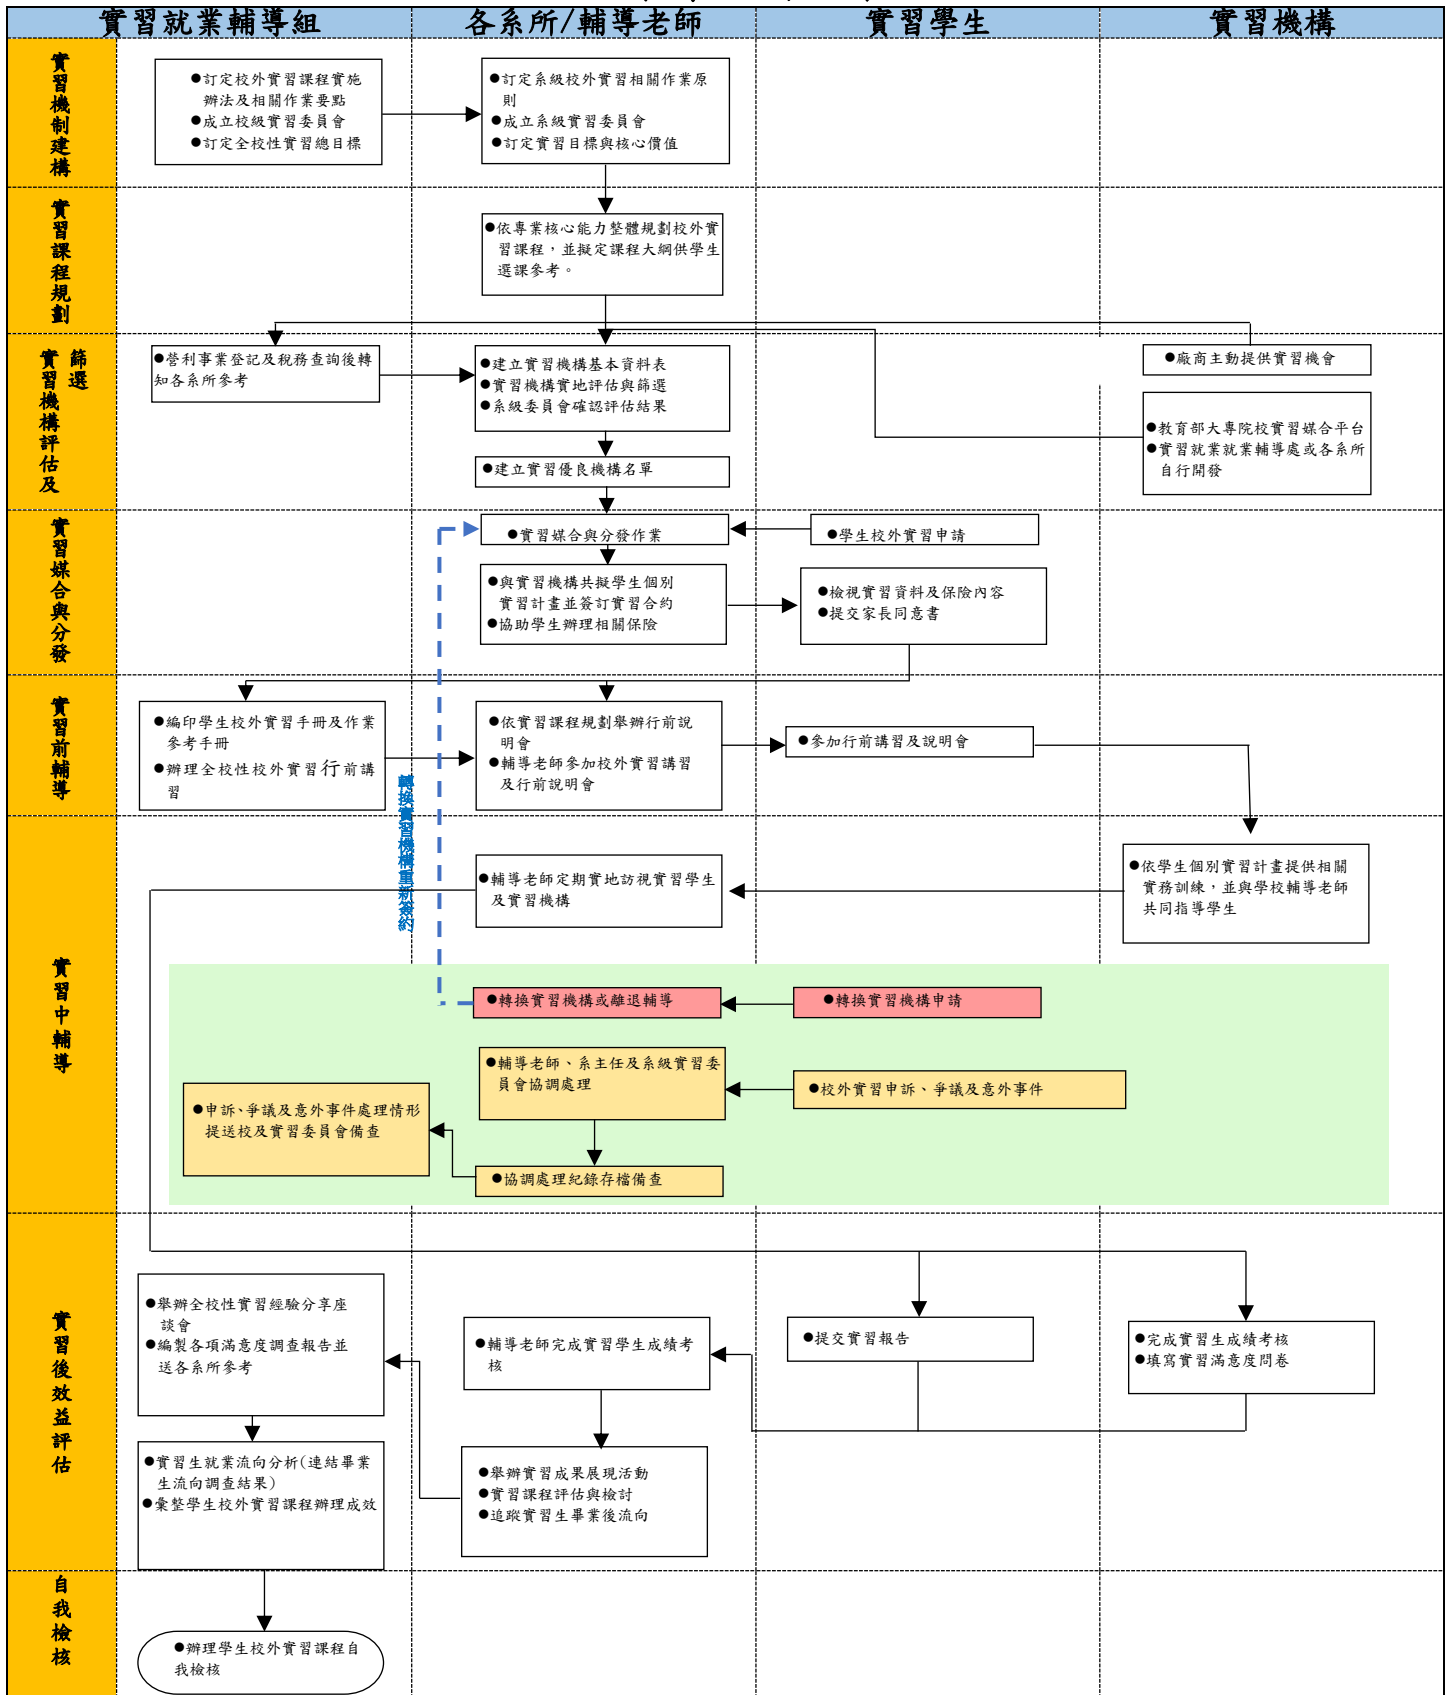 實習就業輔導組
各系所/輔導老師
實習學生
實習機構
實習機制建構
●訂定校外實習課程實施
辦法及相關作業要點
●成立校級實習委員會
●訂定全校性實習總目標
●訂定系級校外實習相關作業原
則
●成立系級實習委員會
●訂定實習目標與核心價值
實習課程規劃
●依專業核心能力整體規劃校外實
習課程，並擬定課程大綱供學生
選課參考。
實習機構評估及
篩選
●營利事業登記及稅務查詢後轉
知各系所參考
●建立實習機構基本資料表
●實習機構實地評估與篩選
●系級委員會確認評估結果
●廠商主動提供實習機會
●教育部大專院校實習媒合平台
●實習就業就業輔導處或各系所
自行開發
●建立實習優良機構名單
實習媒合與分發
●實習媒合與分發作業
●學生校外實習申請
●與實習機構共擬學生個別
實習計畫並簽訂實習合約
●協助學生辦理相關保險
●檢視實習資料及保險內容
●提交家長同意書
實習前輔導
●編印學生校外實習手冊及作業
參考手冊
●辦理全校性校外實習行前講
習
●依實習課程規劃舉辦行前說
明會
●輔導老師參加校外實習講習
及行前說明會
●參加行前講習及說明會
轉換實習機構重新簽約
實習中輔導
●輔導老師定期實地訪視實習學生
及實習機構
●依學生個別實習計畫提供相關
實務訓練，並與學校輔導老師
共同指導學生
●轉換實習機構或離退輔導
●轉換實習機構申請
●輔導老師、系主任及系級實習委
員會協調處理
●校外實習申訴、爭議及意外事件
●申訴、爭議及意外事件處理情形
提送校及實習委員會備查
●協調處理紀錄存檔備查
實習後效益評估
●舉辦全校性實習經驗分享座
談會
●編製各項滿意度調查報告並
送各系所參考
●輔導老師完成實習學生成績考
核
●提交實習報告
●完成實習生成績考核
●填寫實習滿意度問卷
●實習生就業流向分析(連結畢業
生流向調查結果)
●彙整學生校外實習課程辦理成效
●舉辦實習成果展現活動
●實習課程評估與檢討
●追蹤實習生畢業後流向
自我檢核
●辦理學生校外實習課程自
我檢核